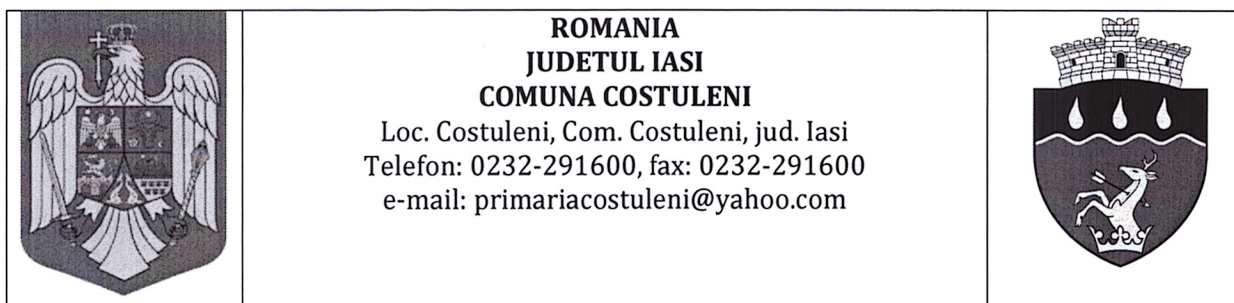 ROMANIA
JUDETUL IASI
COMUNA COSTULENI
Loc. Costuleni, Com. Costuleni, jud. Iasi
Telefon: 0232-291600, fax: 0232-291600
e-mail: primariacostuleni@yahoo.com